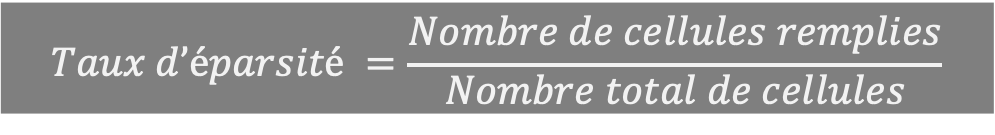 Taux d'éparsité = Nombre de cellules remplies
Nombre total de cellules